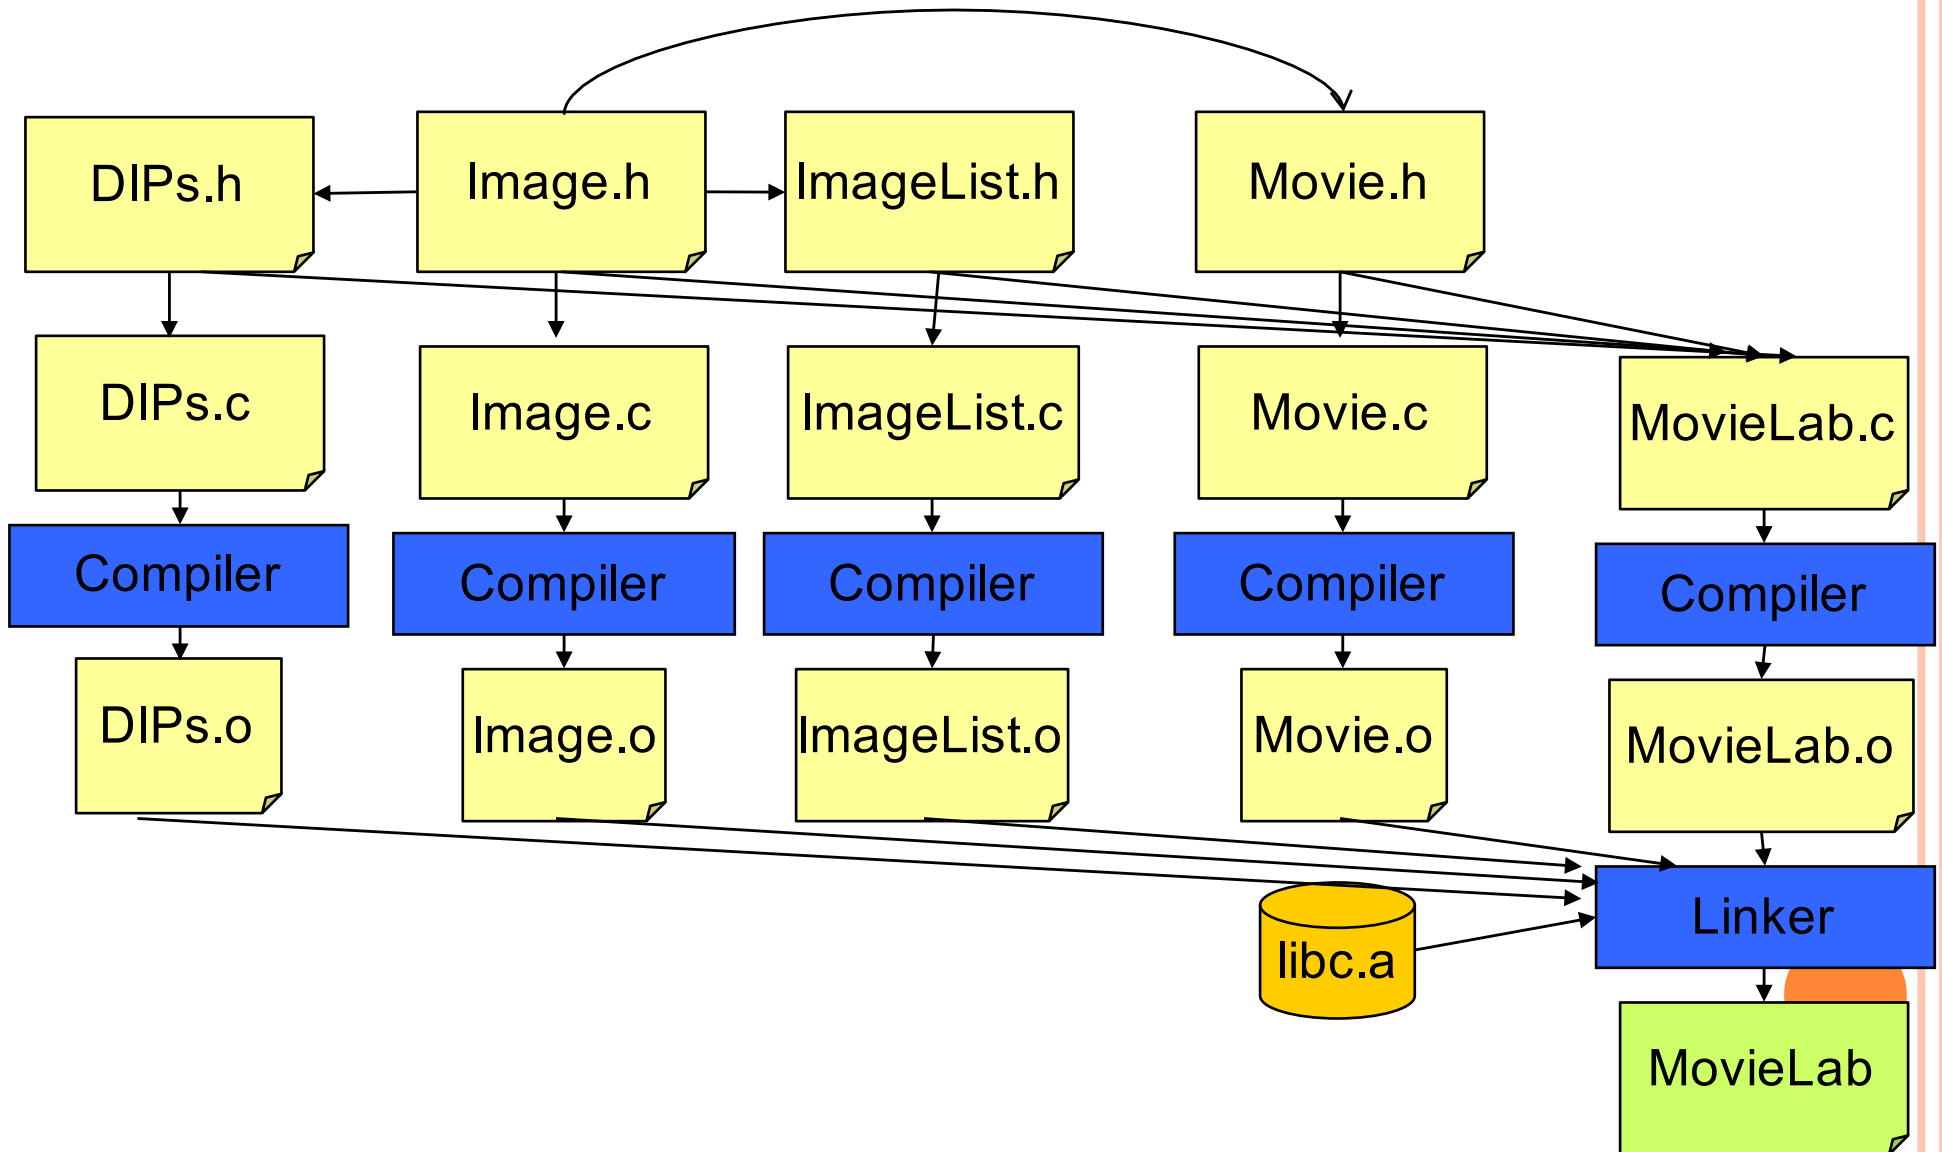 DIPs.h
Image.h
ImageList.h
Movie.h
DIPs.c
Image.c
ImageList.c
Movie.c
MovieLab.c
Compiler
Compiler
Compiler
Compiler
Compiler
DIPs.o
Image.o
ImageList.o
Movie.o
MovieLab.o
libc.a
Linker
MovieLab